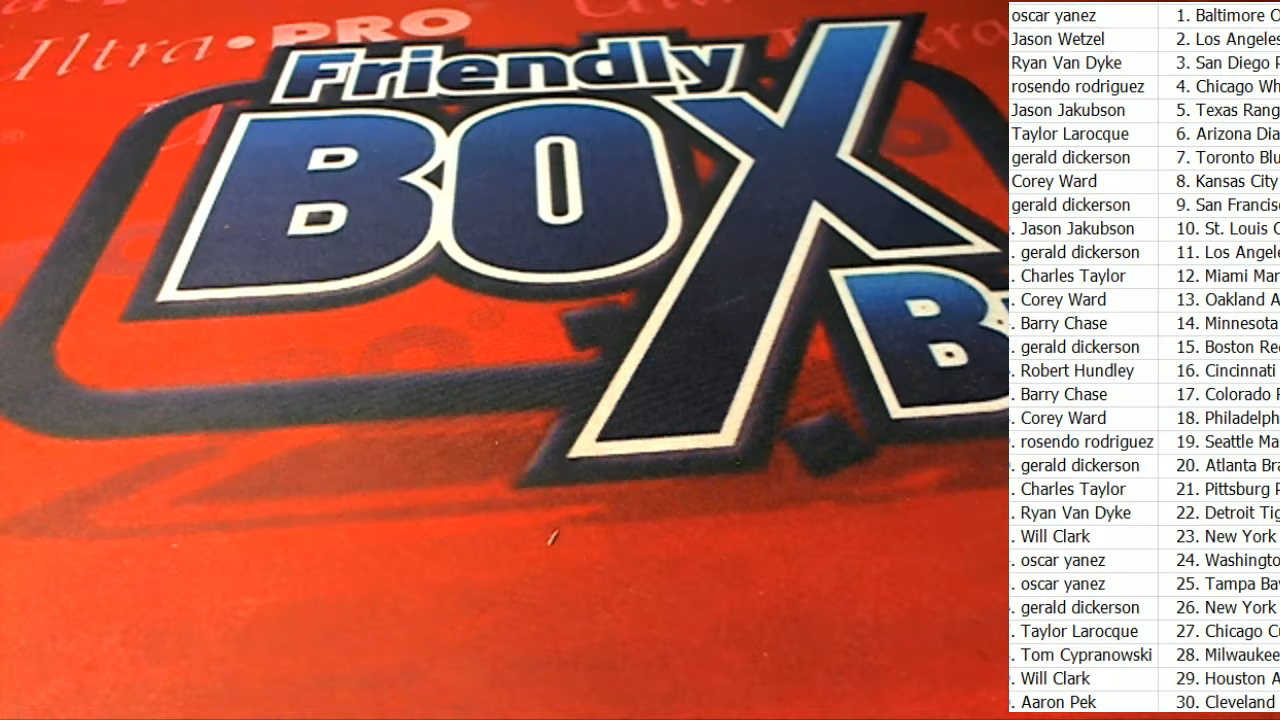 Ultra PRO
Friendly
BOX
oscar yanez 1. Baltimore O
Jason Wetzel 2. Los Angeles
Ryan Van Dyke 3. San Diego P
rosendo rodriguez 4. Chicago Wh
Jason Jakubson 5. Texas Rang
Taylor Larocque 6. Arizona Dia
gerald dickerson 7. Toronto Blu
Corey Ward 8. Kansas City
gerald dickerson 9. San Francisc
. Jason Jakubson 10. St. Louis C
. gerald dickerson 11. Los Angele
. Charles Taylor 12. Miami Mar
. Corey Ward 13. Oakland A
. Barry Chase 14. Minnesota
. gerald dickerson 15. Boston Re
. Robert Hundley 16. Cincinnati
. Barry Chase 17. Colorado R
. Corey Ward 18. Philadelph
. rosendo rodriguez 19. Seattle Ma
. gerald dickerson 20. Atlanta Bra
. Charles Taylor 21. Pittsburg P
. Ryan Van Dyke 22. Detroit Tig
. Will Clark 23. New York
. oscar yanez 24. Washingto
. oscar yanez 25. Tampa Bay
. gerald dickerson 26. New York
. Taylor Larocque 27. Chicago C
. Tom Cypranowski 28. Milwaukee
. Will Clark 29. Houston A
. Aaron Pek 30. Cleveland